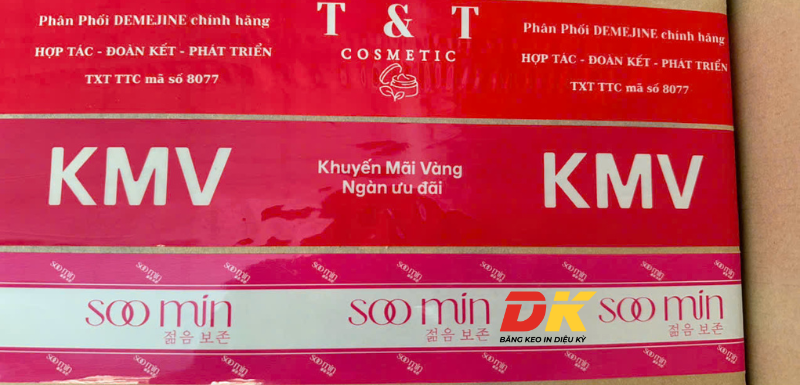 Phân Phối DEMEJINE chính hãng
HỢP TÁC - ĐOÀN KẾT - PHÁT TRIỂN
TXT TTC mã số 8077
T & T
COSMETIC
Phân Phối DEMEJINE chính hãng
HỢP TÁC - ĐOÀN KẾT - PHÁT TRIỂN
TXT TTC mã số 8077
KMV
Khuyến Mãi Vàng
Ngàn ưu đãi
KMV
soo min
젊음 보존
soo min
젊음 보존
soo min
젊음 보존
DK
BĂNG KEO IN DIỆU KỲ